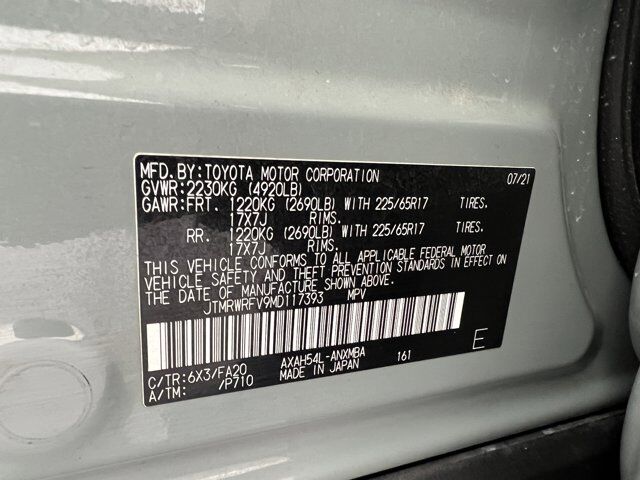 MFD.BY:TOYOTA MOTOR CORPORATION 07/21
GVWR:2230KG (4920LB)
GAWR:FRT. 1220KG (2690LB) WITH 225/65R17 TIRES.
17X7J RIMS.
RR. 1220KG (2690LB) WITH 225/65R17 TIRES.
17X7J RIMS.
THIS VEHICLE CONFORMS TO ALL APPLICABLE FEDERAL MOTOR
VEHICLE SAFETY AND THEFT PREVENTION STANDARDS IN EFFECT ON
THE DATE OF MANUFACTURE SHOWN ABOVE.
JTMRWRFV9MD117393 MPV
C/TR:6X3/FA20 AXAH54L-ANXMBA 161 E
A/TM: /P710 MADE IN JAPAN